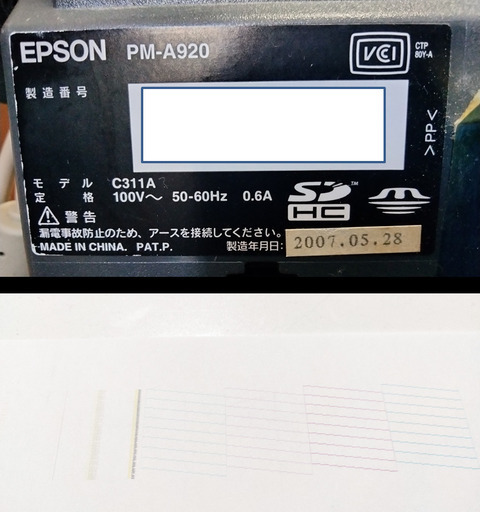 EPSON PM-A920
VCCI
CTP
80Y-A
製造番号
>PP<
モデル C311A
定格 100V～ 50-60Hz 0.6A
SD™
HC
警告
漏電事故防止のため、アースを接続してください。
MADE IN CHINA. PAT.P. 製造年月日: 2007.05.28